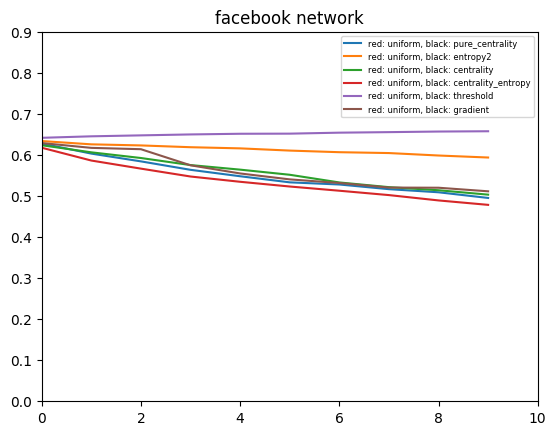 facebook network
red: uniform, black: pure_centrality
red: uniform, black: entropy2
red: uniform, black: centrality
red: uniform, black: centrality_entropy
red: uniform, black: threshold
red: uniform, black: gradient
0.9
0.8
0.7
0.6
0.5
0.4
0.3
0.2
0.1
0.0
0 2 4 6 8 10